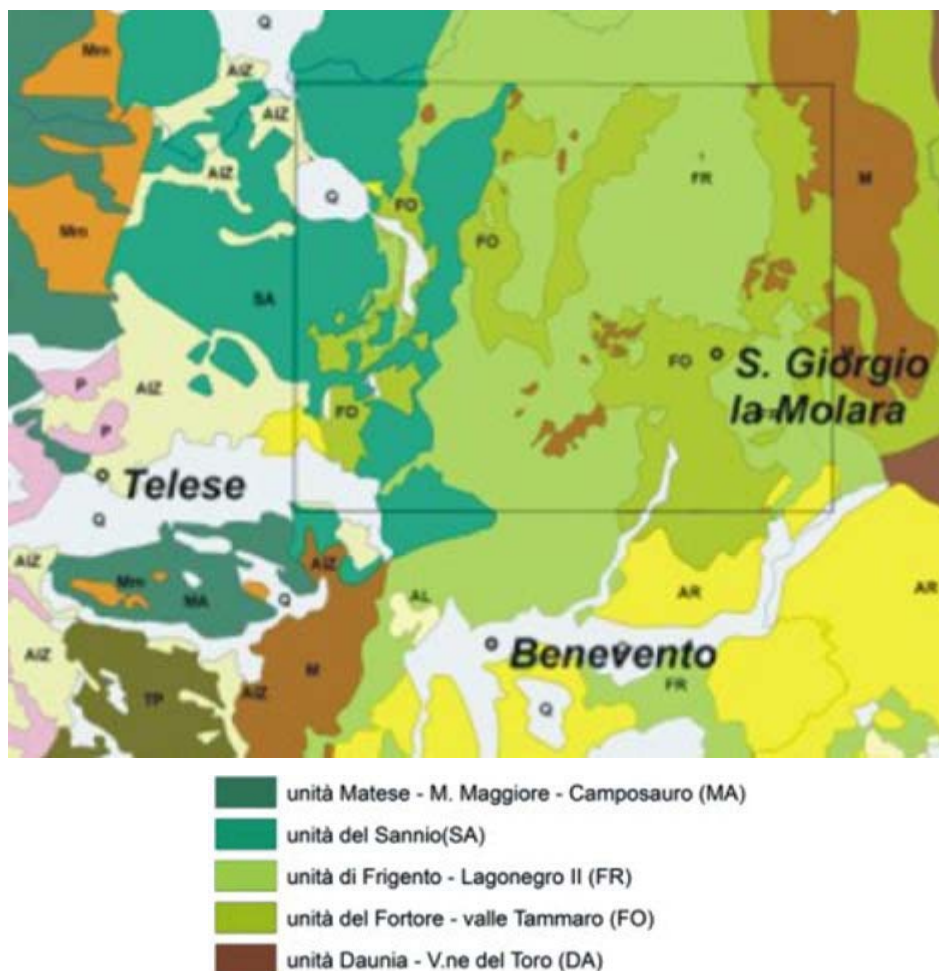 Mm
Q
AIZ
AIZ
AIZ
Q
FO
FR
M
Mm
FO
SA
P
AIZ
FO
S. Giorgio
la Molara
P
FO
Telese
Q
AIZ
AIZ
Mm
MA
Q
AL
AR
AR
Benevento
AIZ
TP
AIZ
M
Q
FR
unità Matese - M. Maggiore - Camposauro (MA)
unità del Sannio(SA)
unità di Frigento - Lagonegro II (FR)
unità del Fortore - valle Tammaro (FO)
unità Daunia - V.ne del Toro (DA)